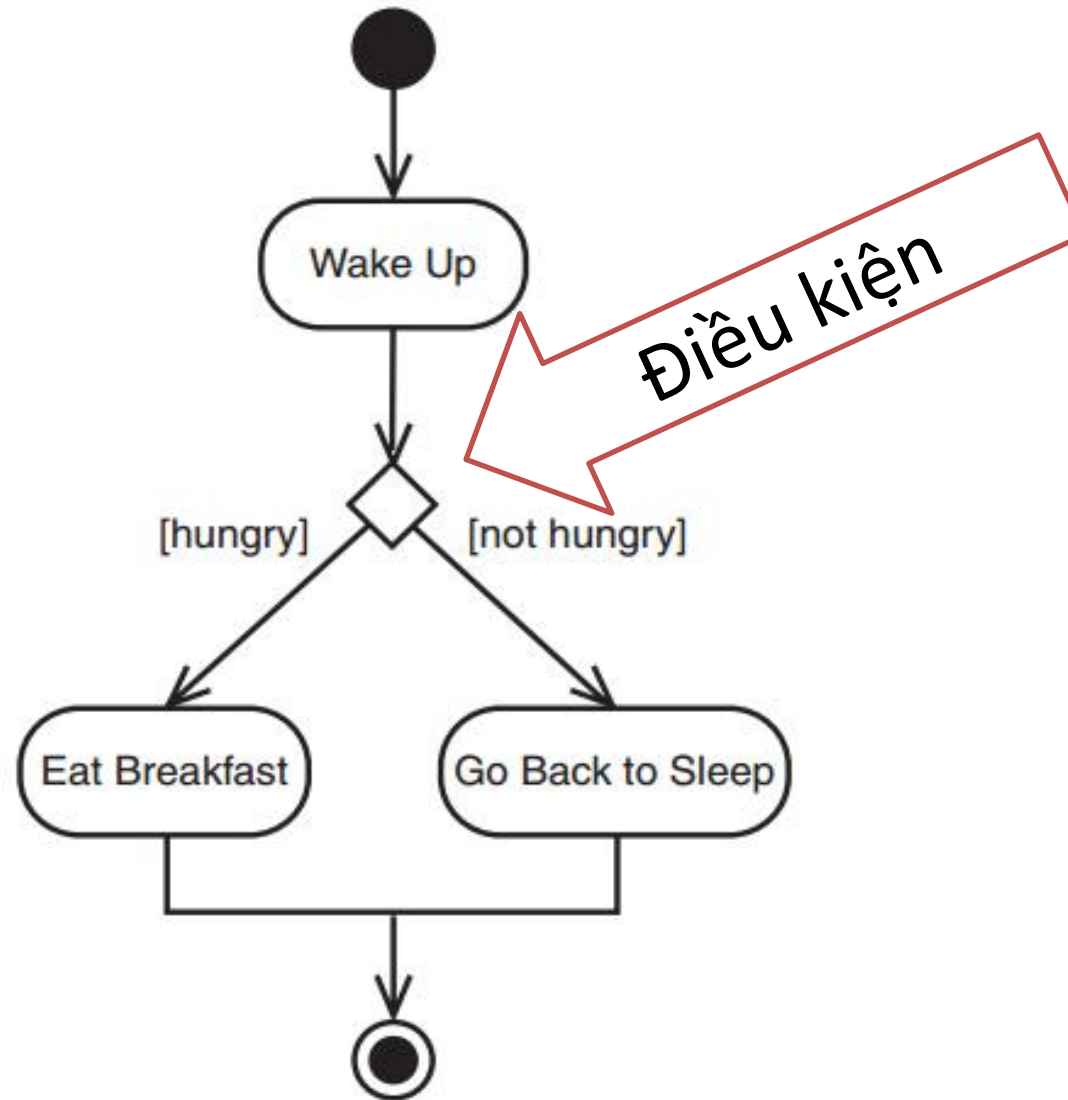 Wake Up
Điều kiện
[hungry]
[not hungry]
Eat Breakfast
Go Back to Sleep